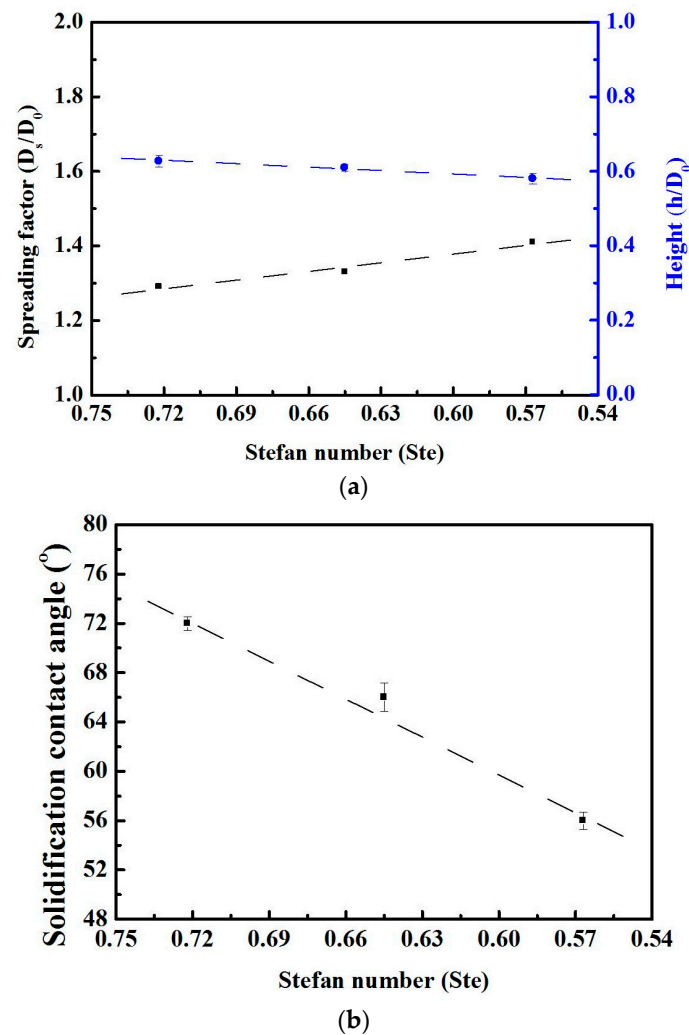 2.0
1.8
1.6
1.4
1.2
1.0
Spreading factor (D_s/D_0)
1.0
0.8
0.6
0.4
0.2
0.0
Height (h/D_0)
0.75 0.72 0.69 0.66 0.63 0.60 0.57 0.54
Stefan number (Ste)
(a)
80
76
72
68
64
60
56
52
48
Solidification contact angle (°)
0.75 0.72 0.69 0.66 0.63 0.60 0.57 0.54
Stefan number (Ste)
(b)